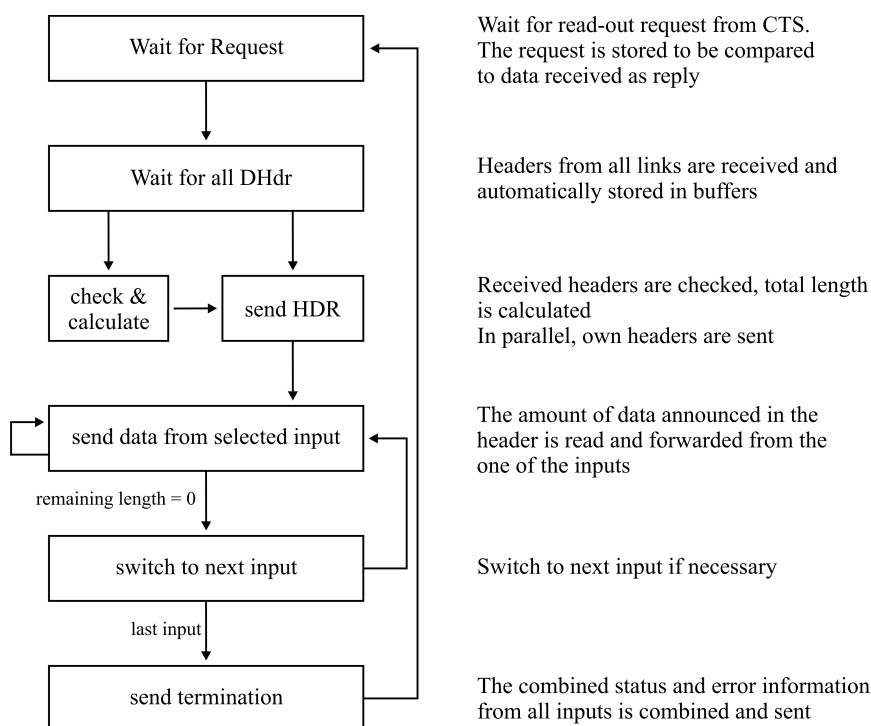 Wait for Request
Wait for read-out request from CTS.
The request is stored to be compared
to data received as reply
Wait for all DHdr
Headers from all links are received and
automatically stored in buffers
check &
calculate
send HDR
Received headers are checked, total length
is calculated
In parallel, own headers are sent
send data from selected input
The amount of data announced in the
header is read and forwarded from the
one of the inputs
remaining length = 0
switch to next input
Switch to next input if necessary
last input
send termination
The combined status and error information
from all inputs is combined and sent